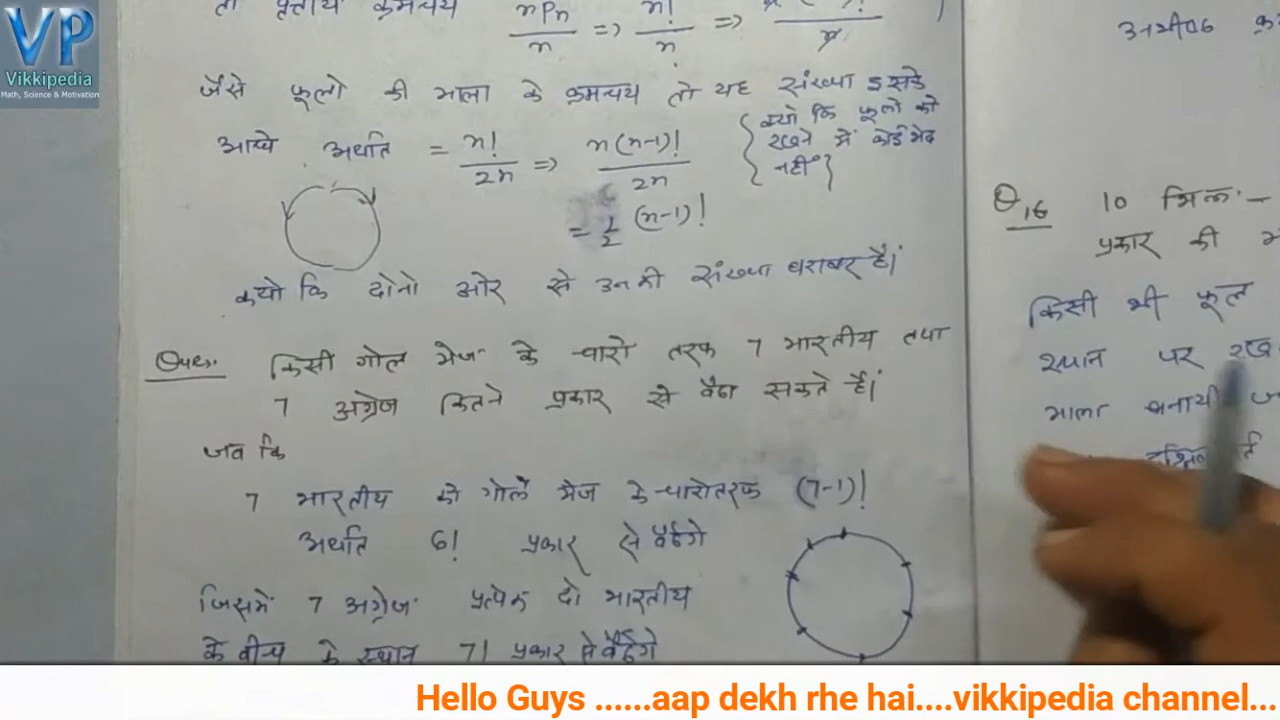 VP
Vikkipedia
Math, Science & Motivation
तो वृत्तीय क्रमचय nPn/n => n!/n =>
जैसे फूलो की माला के क्रमचय तो यह संख्या इसके
आधे अर्थात = n!/2n => n(n-1)!/2n {क्यो कि फूलो को
रखने में कोई भेद
नहीं}
= 1/2 (n-1)!
क्यो कि दोनो ओर से उनकी संख्या बराबर है।
Que. किसी गोल मेज के चारो तरफ 7 भारतीय तथा
7 अंग्रेज कितने प्रकार से बैठा सकते हैं।
जब कि
7 भारतीय को गोले मेज के चारोतरफ (7-1)!
अर्थात 6! प्रकार से बैठेगे
जिसमें 7 अग्रेज प्रत्येक दो भारतीय
के बीच के स्थान 7! प्रकार से बैठेगे
Q16 10 भिन्न-
प्रकार की
किसी भी फूल
स्थान पर रख
माला बनायी
Hello Guys ......aap dekh rhe hai....vikkipedia channel...